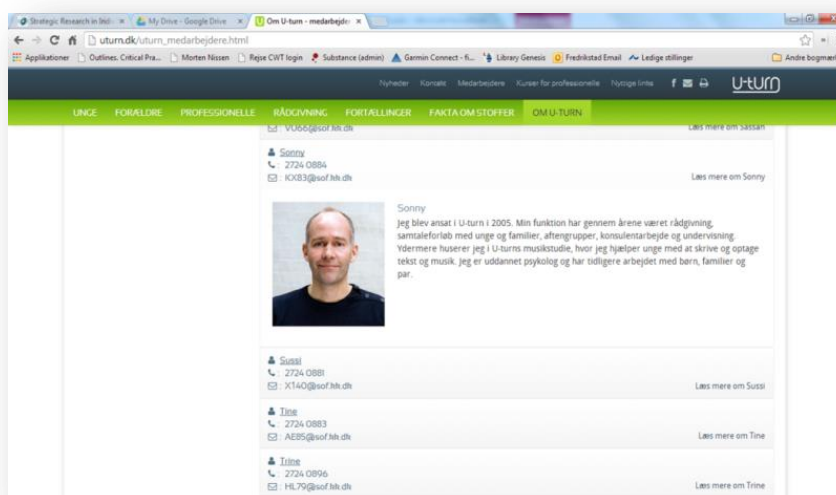 Strategic Research in Insti
My Drive - Google Drive
Om U-turn - medarbejder
uturn.dk/uturn_medarbejdere.html
Applikationer
Outlines. Critical Pra...
Morten Nissen
Rejse CWT login
Substance (admin)
Garmin Connect - fi...
Library Genesis
Fredrikstad Email
Ledige stillinger
Andre bogmærk
Nyheder Kontakt Medarbejdere Kurser for professionelle Nyttige links
U-tUrn
UNGE FORÆLDRE PROFESSIONELLE RÅDGIVNING FORTÆLLINGER FAKTA OM STOFFER OM U-TURN
: VU66@sof.kk.dk Læs mere om Sassan
Sonny
: 2724 0884
: KX83@sof.kk.dk Læs mere om Sonny
Sonny
Jeg blev ansat i U-turn i 2005. Min funktion har gennem årene været rådgivning,
samtaleforløb med unge og familier, aftengrupper, konsulentarbejde og undervisning.
Ydermere huserer jeg i U-turns musikstudie, hvor jeg hjælper unge med at skrive og optage
tekst og musik. Jeg er uddannet psykolog og har tidligere arbejdet med børn, familier og
par.
Sussi
: 2724 0881
: X140@sof.kk.dk Læs mere om Sussi
Tine
: 2724 0883
: AE85@sof.kk.dk Læs mere om Tine
Trine
: 2724 0896
: HL79@sof.kk.dk Læs mere om Trine